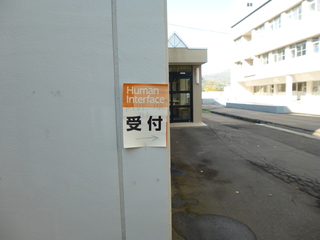 Human
Interface
受付